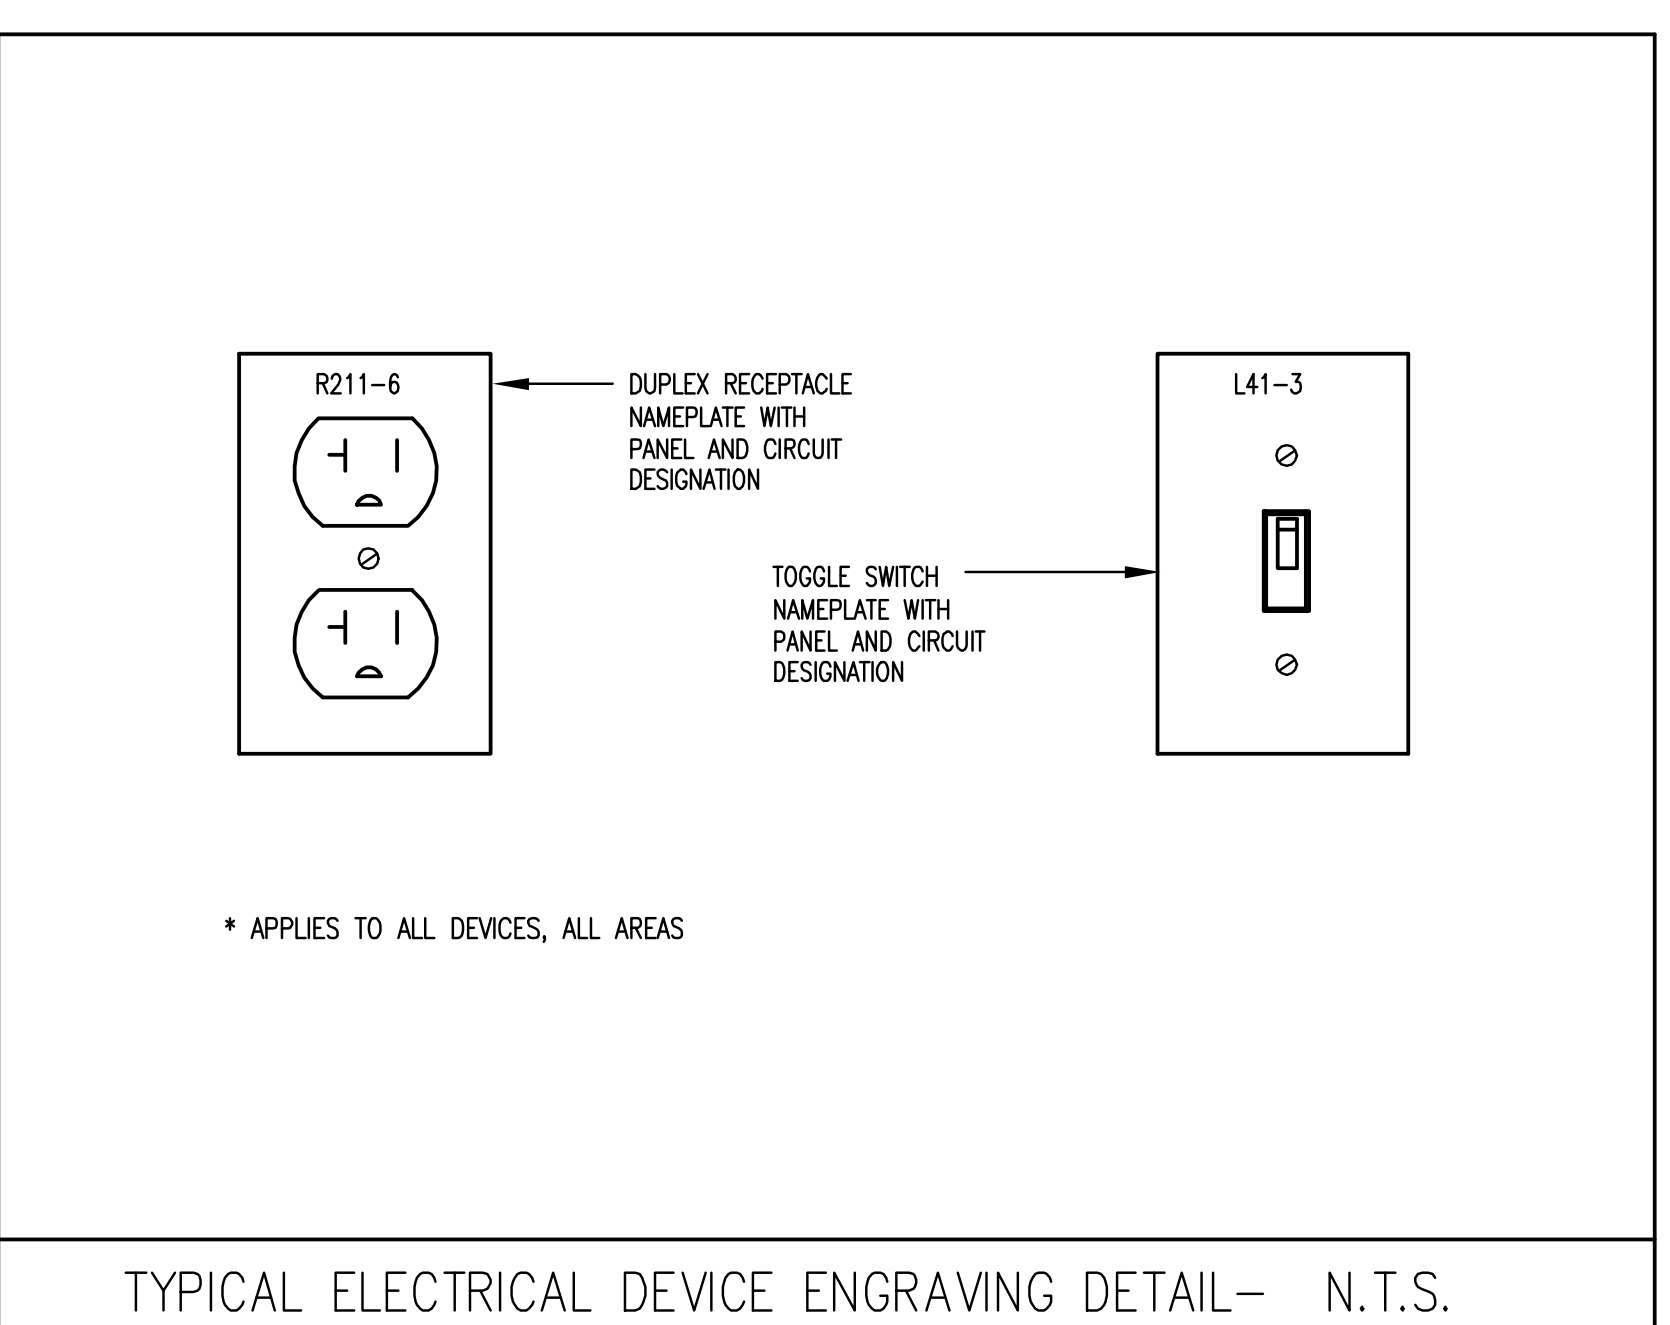 R211-6
DUPLEX RECEPTACLE
NAMEPLATE WITH
PANEL AND CIRCUIT
DESIGNATION
L41-3
TOGGLE SWITCH
NAMEPLATE WITH
PANEL AND CIRCUIT
DESIGNATION
* APPLIES TO ALL DEVICES, ALL AREAS
TYPICAL ELECTRICAL DEVICE ENGRAVING DETAIL- N.T.S.